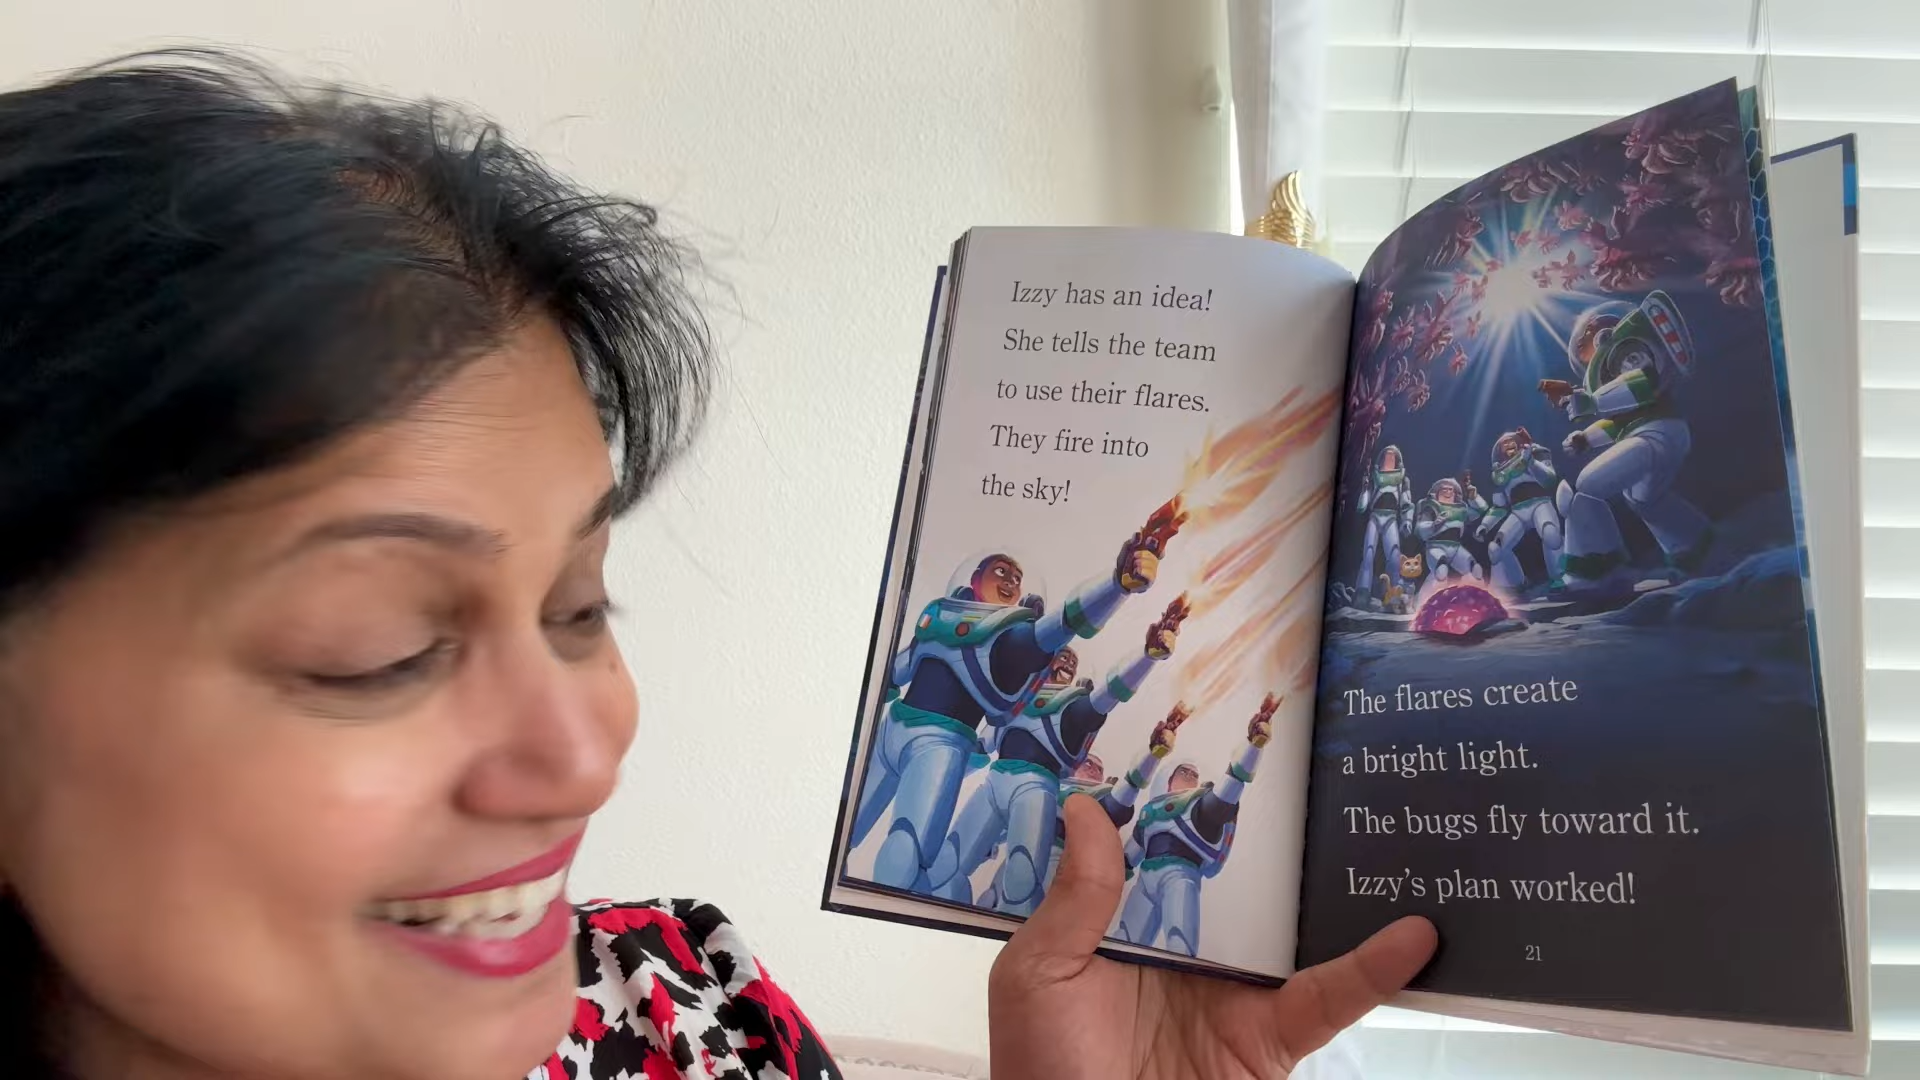 Izzy has an idea!
She tells the team
to use their flares.
They fire into
the sky!
The flares create
a bright light.
The bugs fly toward it.
Izzy's plan worked!
21